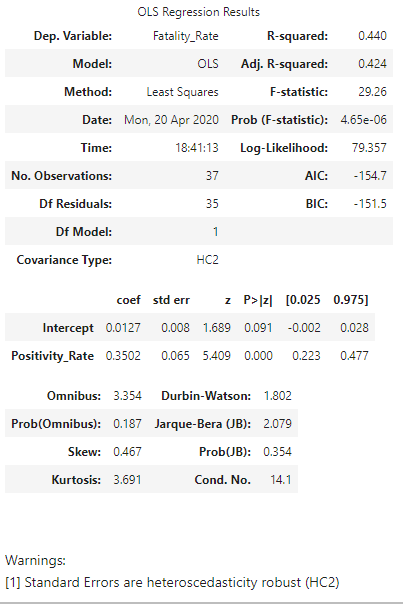 OLS Regression Results
Dep. Variable: Fatality_Rate R-squared: 0.440
Model: OLS Adj. R-squared: 0.424
Method: Least Squares F-statistic: 29.26
Date: Mon, 20 Apr 2020 Prob (F-statistic): 4.65e-06
Time: 18:41:13 Log-Likelihood: 79.357
No. Observations: 37 AIC: -154.7
Df Residuals: 35 BIC: -151.5
Df Model: 1
Covariance Type: HC2
coef std err z P>|z| [0.025 0.975]
Intercept 0.0127 0.008 1.689 0.091 -0.002 0.028
Positivity_Rate 0.3502 0.065 5.409 0.000 0.223 0.477
Omnibus: 3.354 Durbin-Watson: 1.802
Prob(Omnibus): 0.187 Jarque-Bera (JB): 2.079
Skew: 0.467 Prob(JB): 0.354
Kurtosis: 3.691 Cond. No. 14.1
Warnings:
[1] Standard Errors are heteroscedasticity robust (HC2)